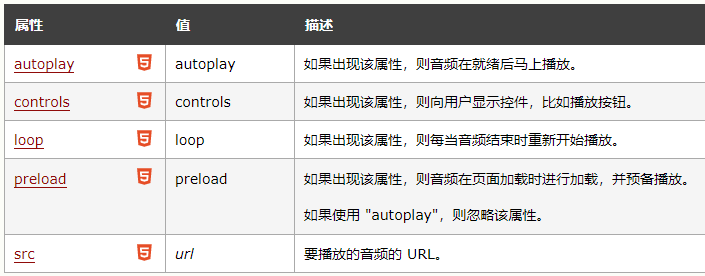 属性 值 描述
autoplay 5 autoplay 如果出现该属性，则音频在就绪后马上播放。
controls 5 controls 如果出现该属性，则向用户显示控件，比如播放按钮。
loop 5 loop 如果出现该属性，则每当音频结束时重新开始播放。
preload 5 preload 如果出现该属性，则音频在页面加载时进行加载，并预备播放。
如果使用 "autoplay"，则忽略该属性。
src 5 url 要播放的音频的 URL。